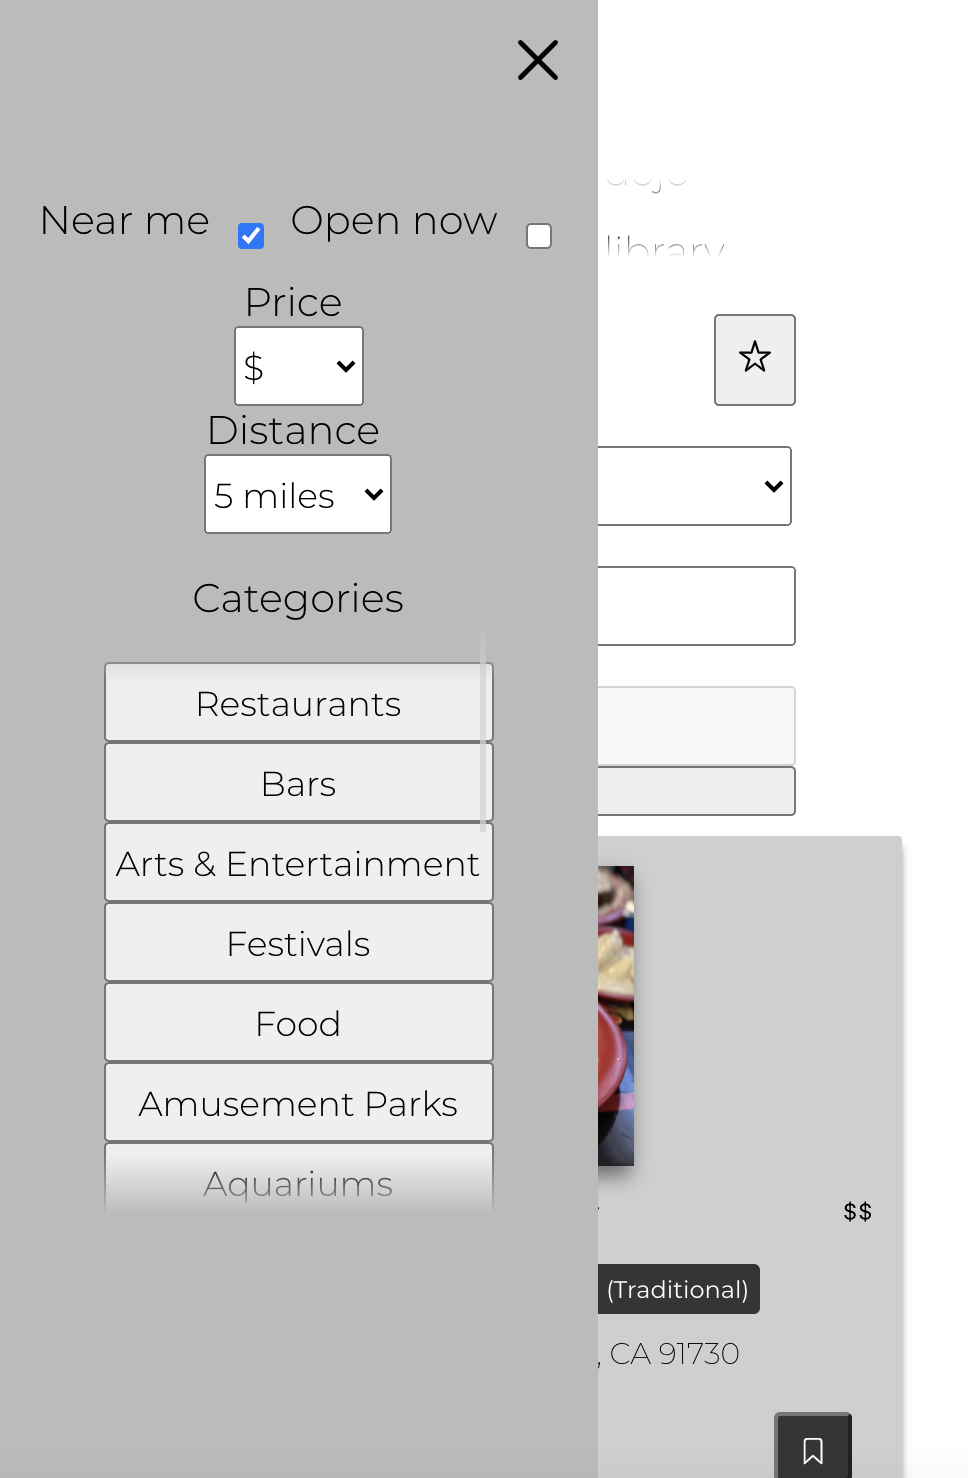 library
Near me
Open now
Price
$
Distance
5 miles
Categories
Restaurants
Bars
Arts & Entertainment
Festivals
Food
Amusement Parks
Aquariums
$$
(Traditional)
, CA 91730